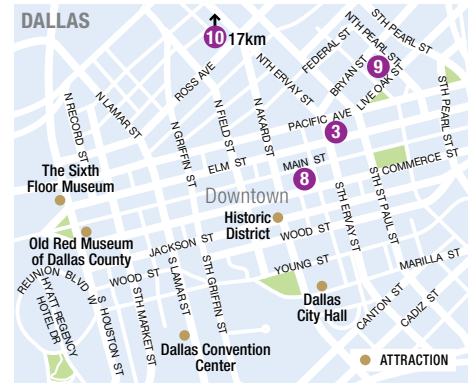 DALLAS
10 17km
NTH ERVAY ST
FEDERAL ST
NTH PEARL ST
STH PEARL ST
BRYAN ST
9
LIVE OAK ST
ROSS AVE
N LAMAR ST
N RECORD ST
N GRIFFIN ST
N FIELD ST
N AKARD ST
PACIFIC AVE
3
STH PEARL ST
ELM ST
MAIN ST
8
COMMERCE ST
The Sixth
Floor Museum
Downtown
Historic
District
STH ERVAY ST
STH ST PAUL ST
Old Red Museum
of Dallas County
JACKSON ST
WOOD ST
REUNION BLVD W
HYATT REGENCY
HOTEL DR
WOOD ST
S HOUSTON ST
STH MARKET ST
S LAMAR ST
STH GRIFFIN ST
YOUNG ST
MARILLA ST
Dallas
City Hall
CANTON ST
CADIZ ST
Dallas Convention
Center
ATTRACTION